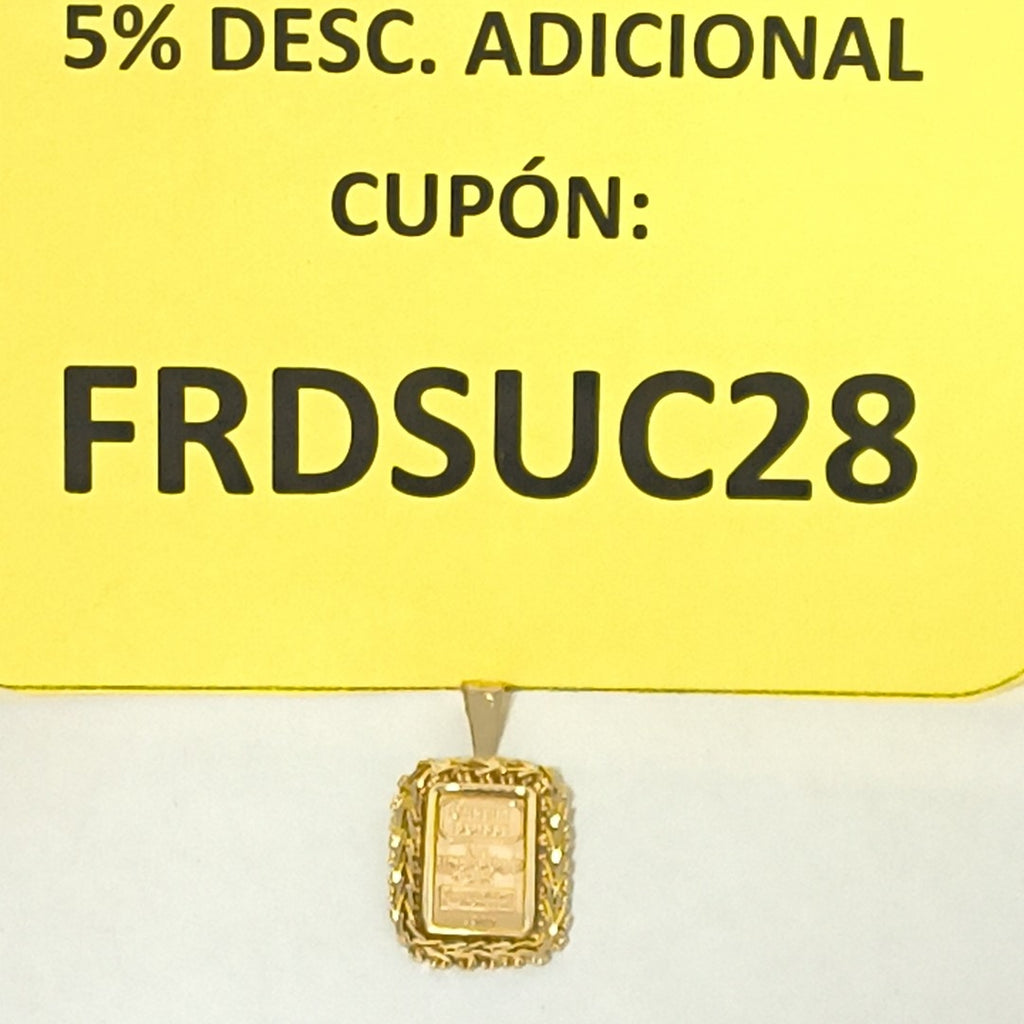 5% DESC. ADICIONAL
CUPÓN:
FRDSUC28